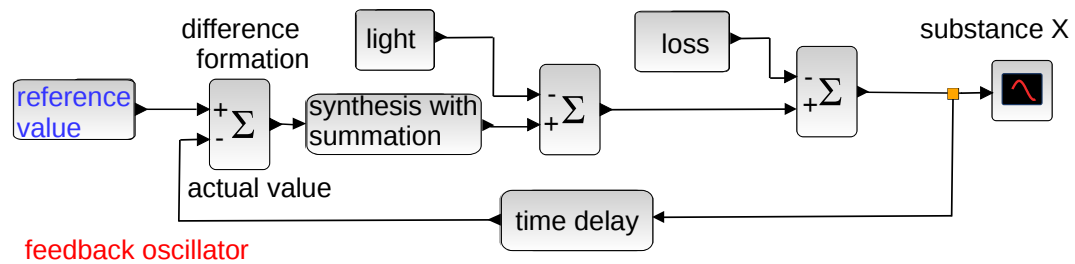 difference
formation
light
loss
substance X
reference
value
+
-
Σ
synthesis with
summation
-
+
Σ
-
+
Σ
actual value
time delay
feedback oscillator